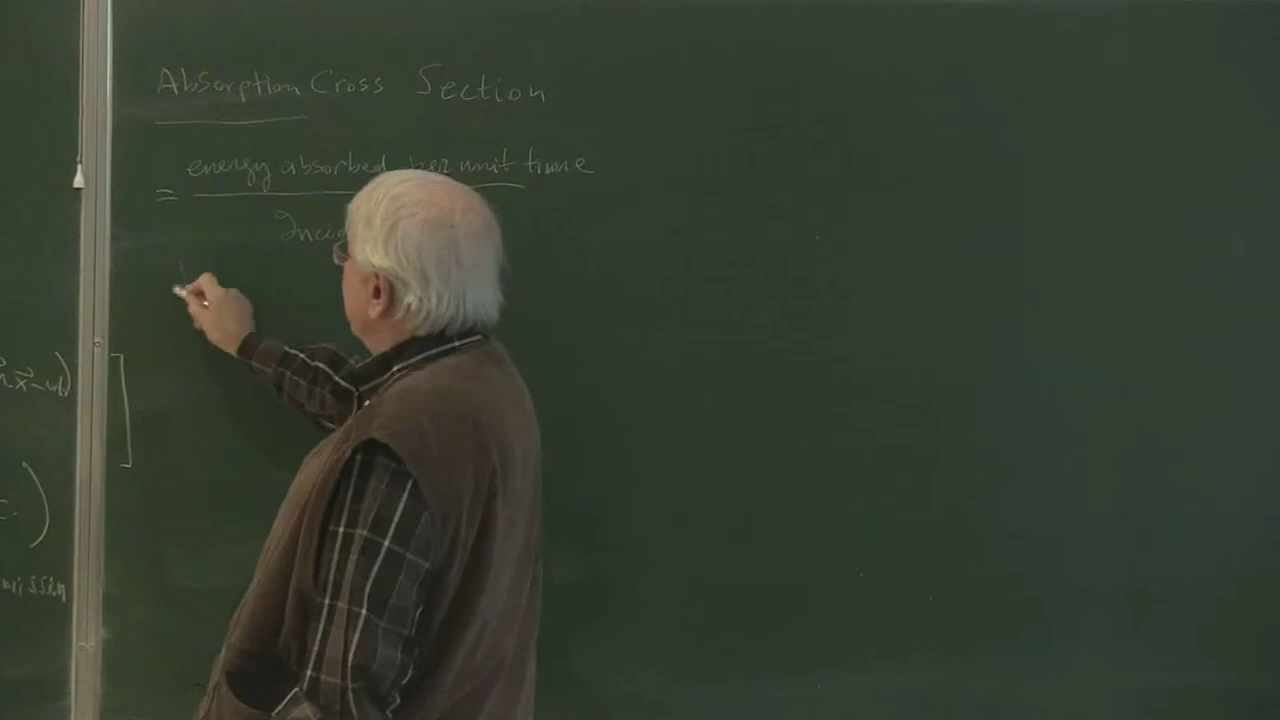 Absorption Cross Section
= energy absorbed per unit time
Incid